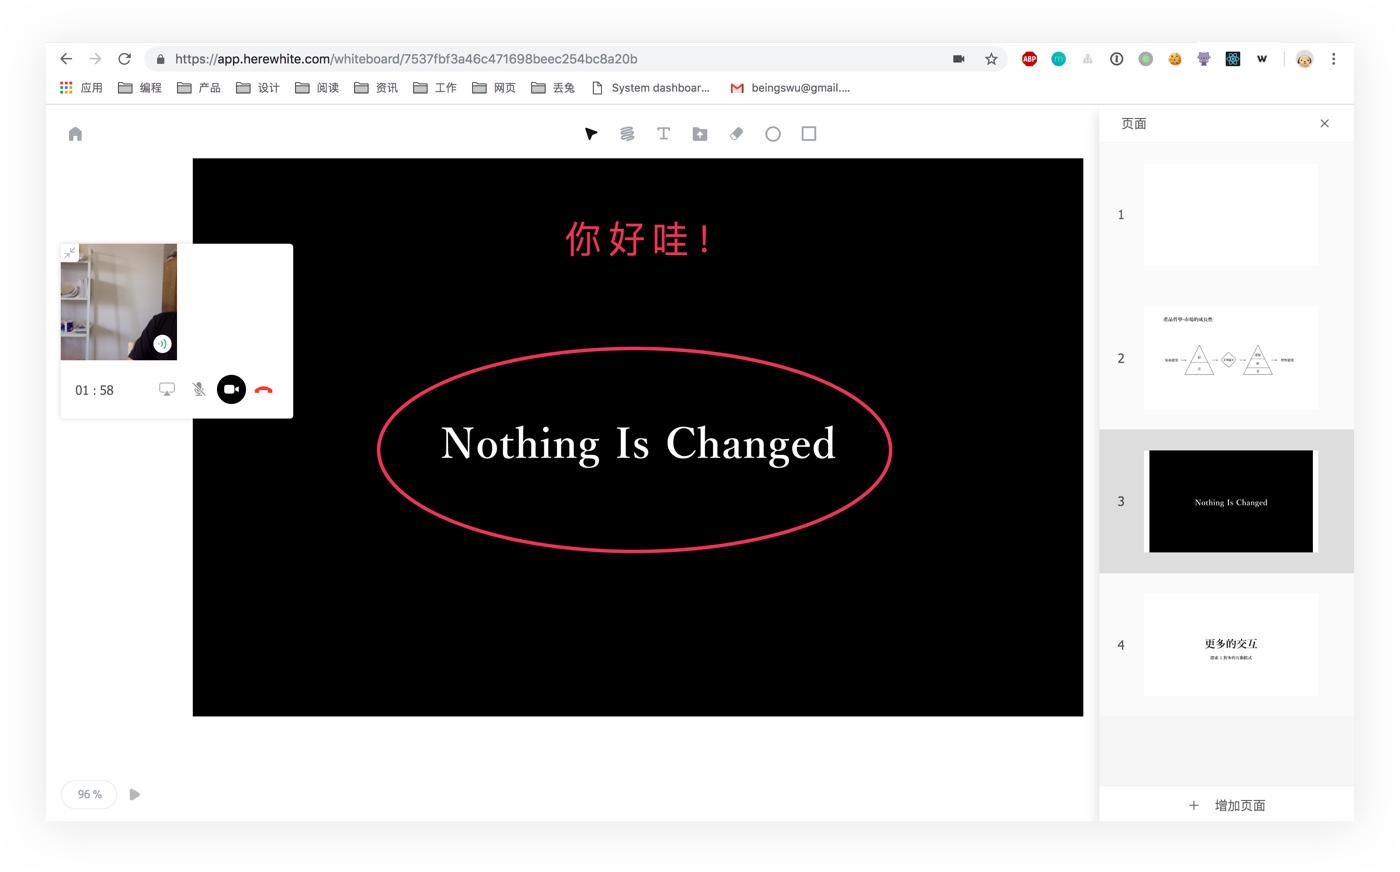 https://app.herewhite.com/whiteboard/7537fbf3a46c471698beec254bc8a20b
ABP
m
W
应用 编程 产品 设计 阅读 资讯 工作 网页 丢兔 System dashboar... beingswu@gmail....
T
页面
你好哇！
01 : 58
Nothing Is Changed
1
2
3
Nothing Is Changed
4
更多的交互
96 %
增加页面